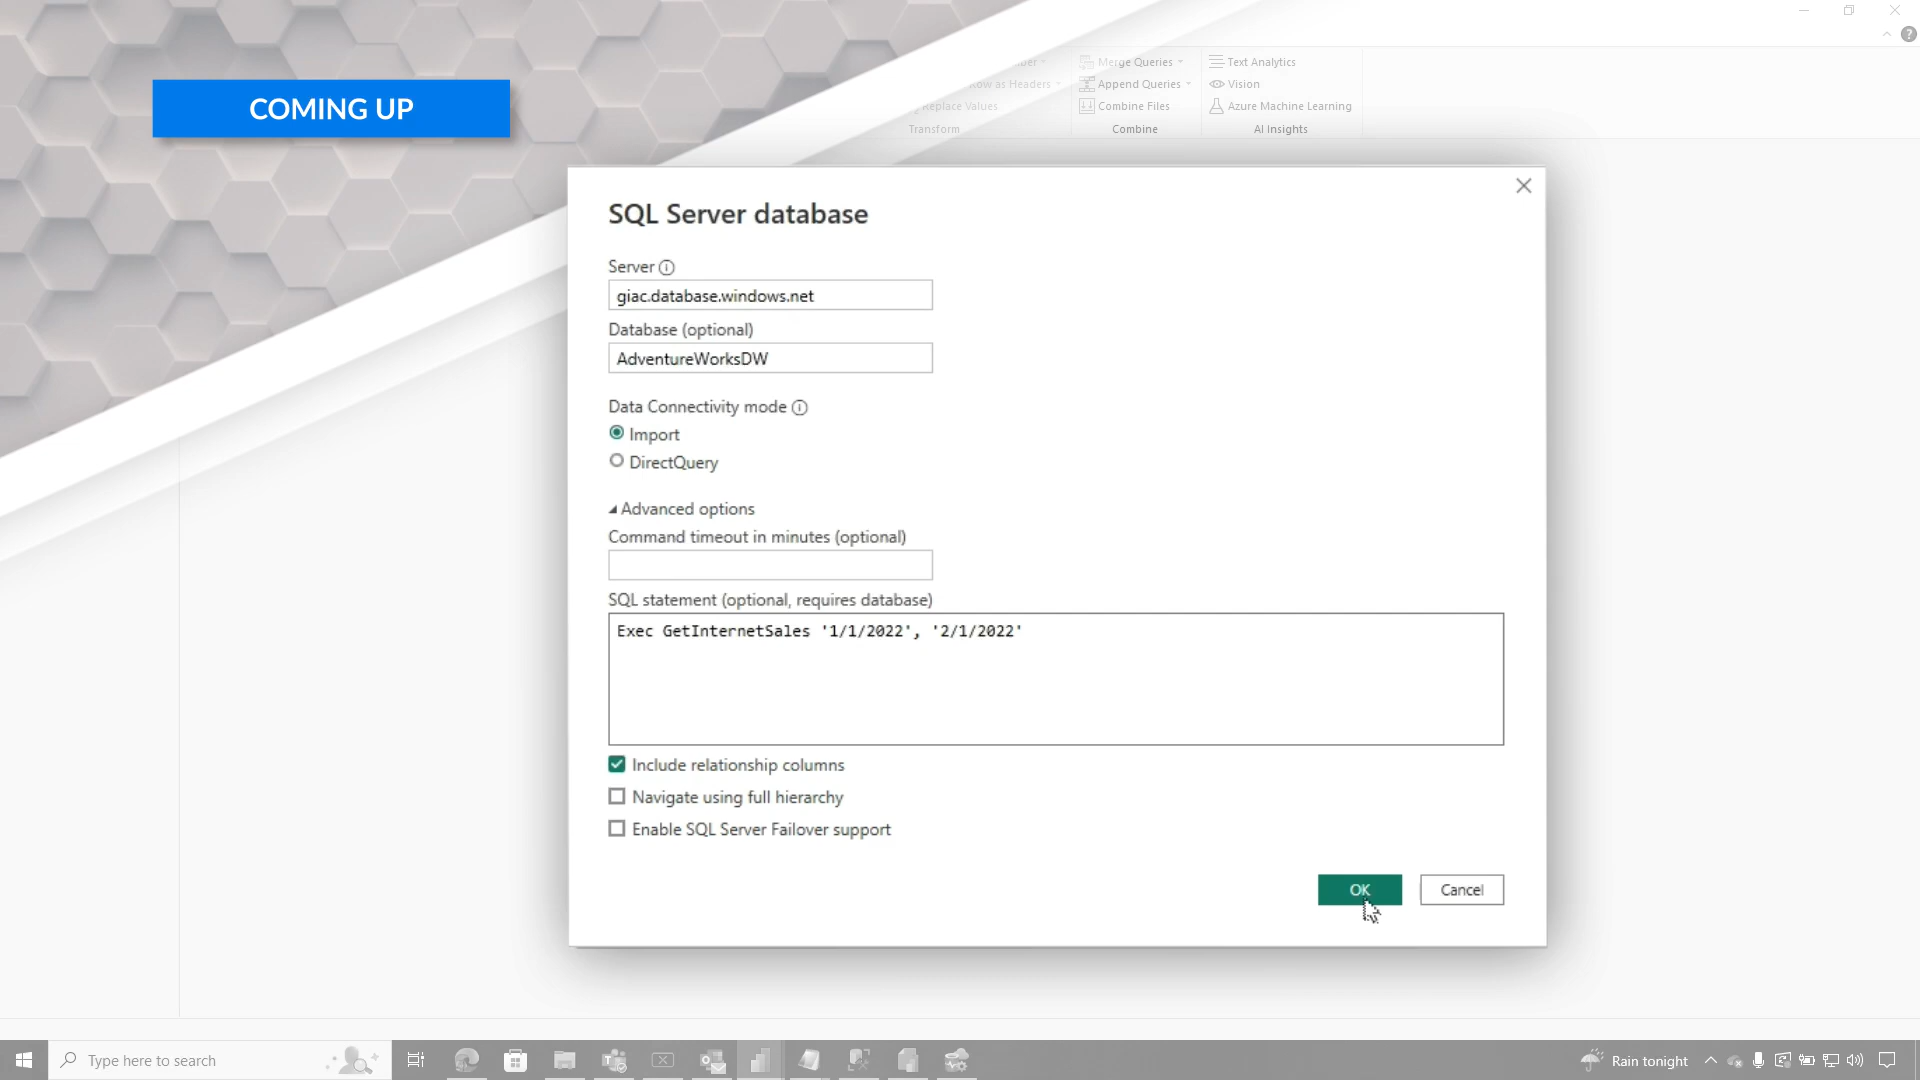 COMING UP
ber
Merge Queries
Text Analytics
Row as Headers
Append Queries
Vision
Replace Values
Combine Files
Azure Machine Learning
Transform
Combine
AI Insights
SQL Server database
Server
giac.database.windows.net
Database (optional)
AdventureWorksDW
Data Connectivity mode
Import
DirectQuery
Advanced options
Command timeout in minutes (optional)
SQL statement (optional, requires database)
Exec GetInternetSales '1/1/2022', '2/1/2022'
Include relationship columns
Navigate using full hierarchy
Enable SQL Server Failover support
OK
Cancel
Type here to search
Rain tonight